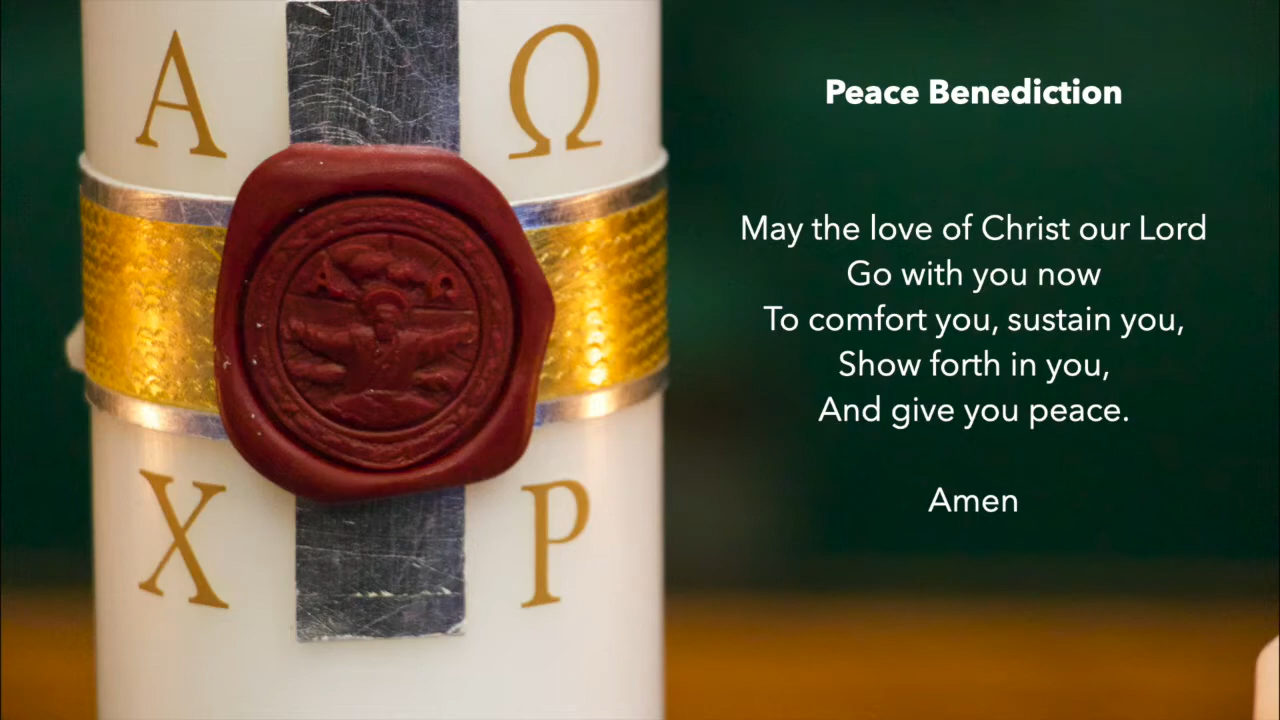 Α Ω
Χ Ρ
Peace Benediction
May the love of Christ our Lord
Go with you now
To comfort you, sustain you,
Show forth in you,
And give you peace.
Amen